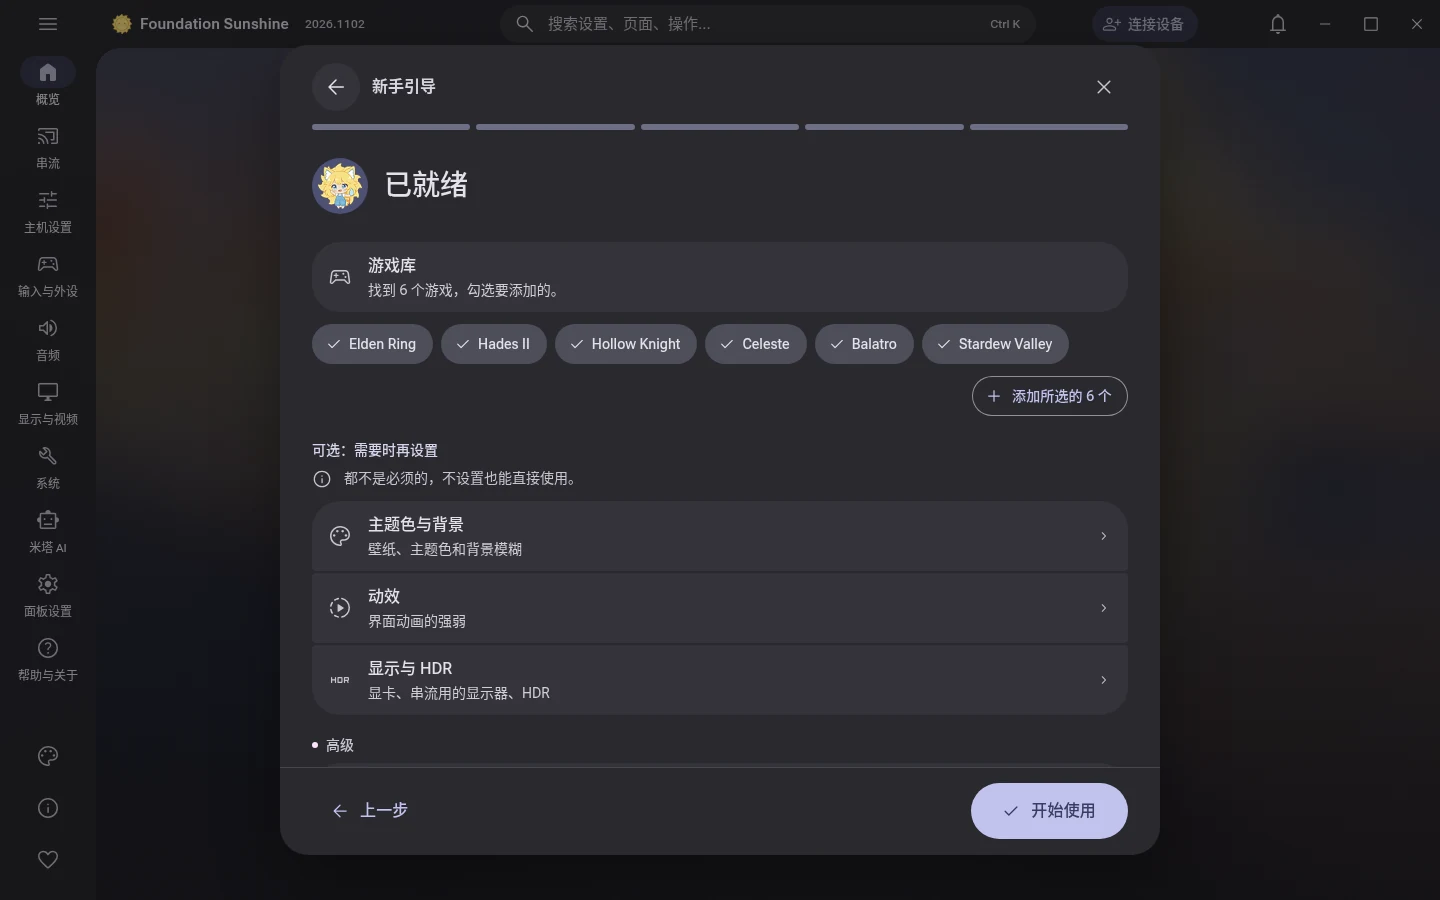 Foundation Sunshine 2026.1102
搜索设置、页面、操作...
Ctrl K
连接设备
概览
串流
主机设置
输入与外设
音频
显示与视频
系统
米塔 AI
面板设置
帮助与关于
新手引导
已就绪
游戏库
找到 6 个游戏，勾选要添加的。
Elden Ring
Hades II
Hollow Knight
Celeste
Balatro
Stardew Valley
添加所选的 6 个
可选：需要时再设置
都不是必须的，不设置也能直接使用。
主题色与背景
壁纸、主题色和背景模糊
动效
界面动画的强弱
HDR
显示与 HDR
显卡、串流用的显示器、HDR
高级
上一步
开始使用